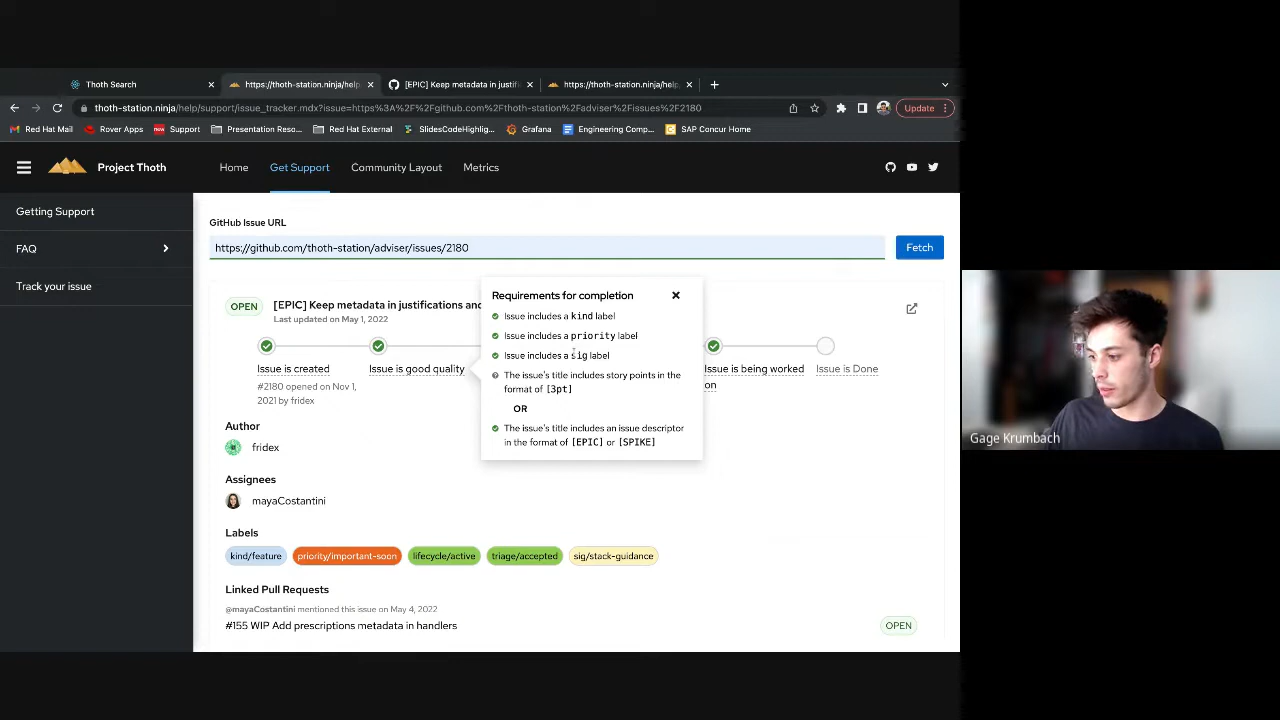 Thoth Search
https://thoth-station.ninja/help
[EPIC] Keep metadata in justific
https://thoth-station.ninja/help
thoth-station.ninja/help/support/issue_tracker.mdx?issue=https%3A%2F%2Fgithub.com%2Fthoth-station%2Fadviser%2Fissues%2F2180
Update
Red Hat Mail
Rover Apps
Support
Presentation Reso...
Red Hat External
SlidesCodeHighlig...
Grafana
Engineering Comp...
SAP Concur Home
Project Thoth
Home
Get Support
Community Layout
Metrics
Getting Support
FAQ
Track your issue
GitHub Issue URL
https://github.com/thoth-station/adviser/issues/2180
Fetch
OPEN
[EPIC] Keep metadata in justifications and
Last updated on May 1, 2022
Issue is created
#2180 opened on Nov 1,
2021 by fridex
Issue is good quality
Requirements for completion
Issue includes a kind label
Issue includes a priority label
Issue includes a sig label
The issue's title includes story points in the
format of [3pt]
OR
The issue's title includes an issue descriptor
in the format of [EPIC] or [SPIKE]
Issue is being worked
on
Issue is Done
Author
fridex
Assignees
mayaCostantini
Labels
kind/feature
priority/important-soon
lifecycle/active
triage/accepted
sig/stack-guidance
Linked Pull Requests
@mayaCostantini mentioned this issue on May 4, 2022
#155 WIP Add prescriptions metadata in handlers
OPEN
Gage Krumbach